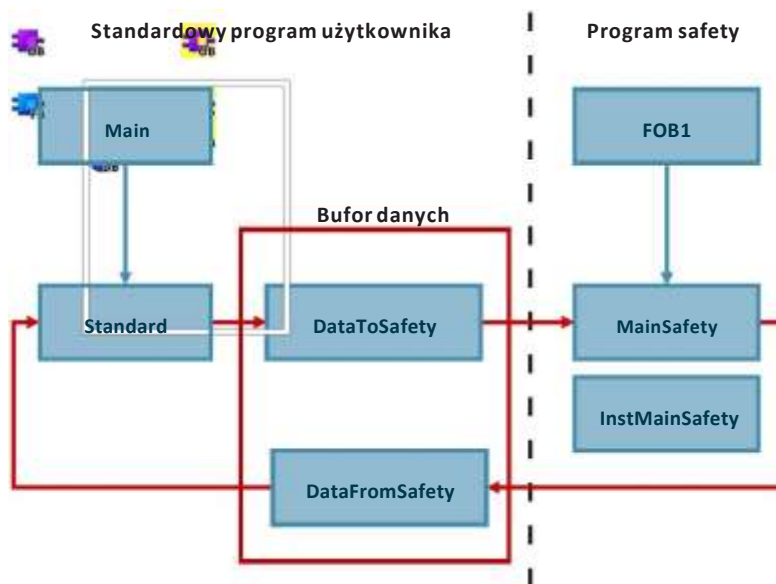 Standardowy program użytkownika
Program safety
Main
FOB1
Bufor danych
Standard
DataToSafety
MainSafety
InstMainSafety
DataFromSafety